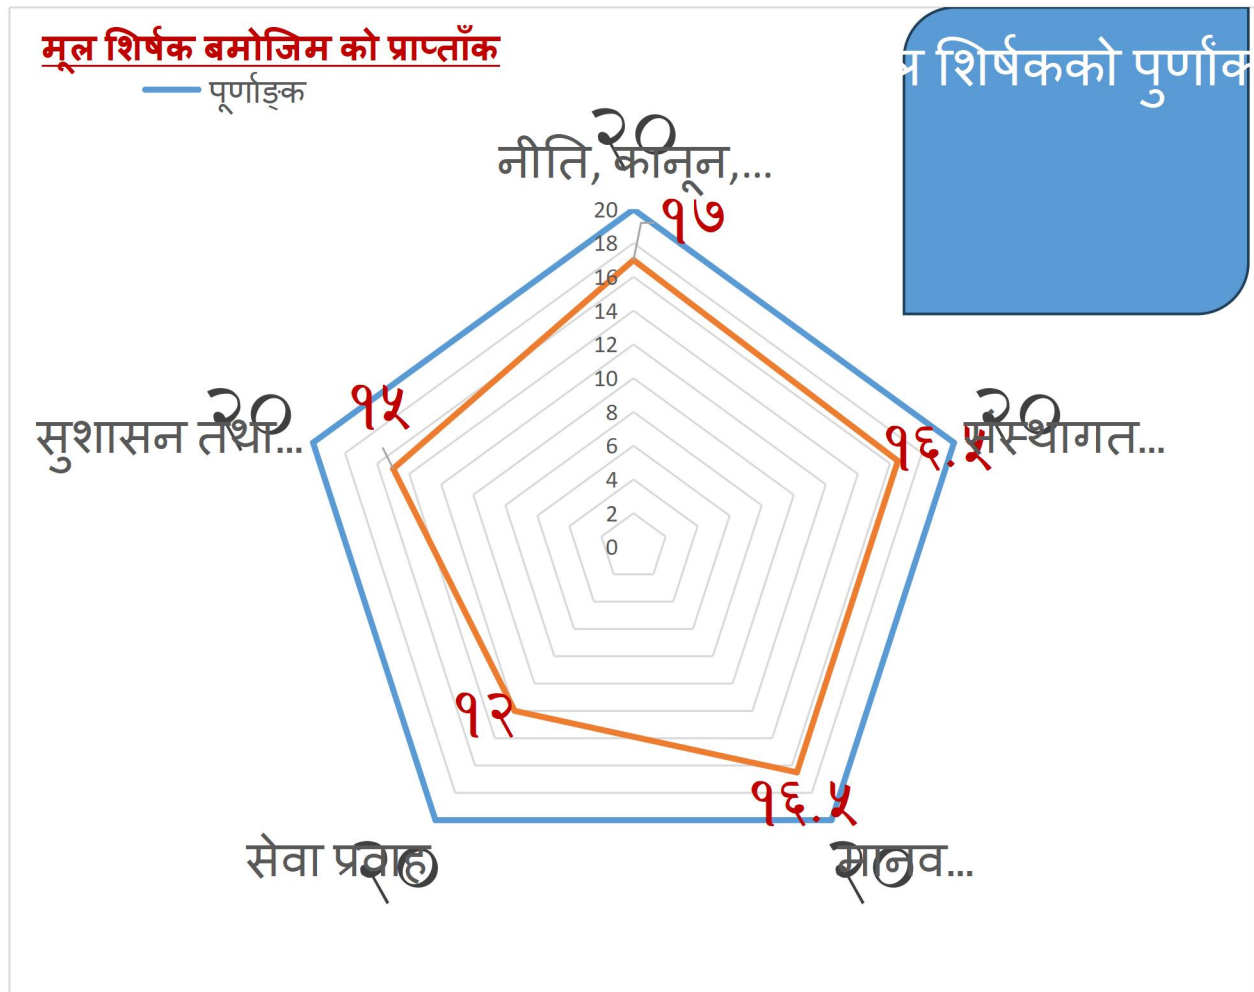 मूल शिर्षक बमोजिम को प्राप्ताँक
शिर्षकको पुर्णांक
पूर्णाङ्क
२०
नीति, कानून,...
१७
20
18
16
14
12
10
8
6
4
2
0
२०
सुशासन तथा...
१५
२०
संस्थागत...
१६.५
१२
१६.५
सेवा प्रवाह
२०
मानव...
२०